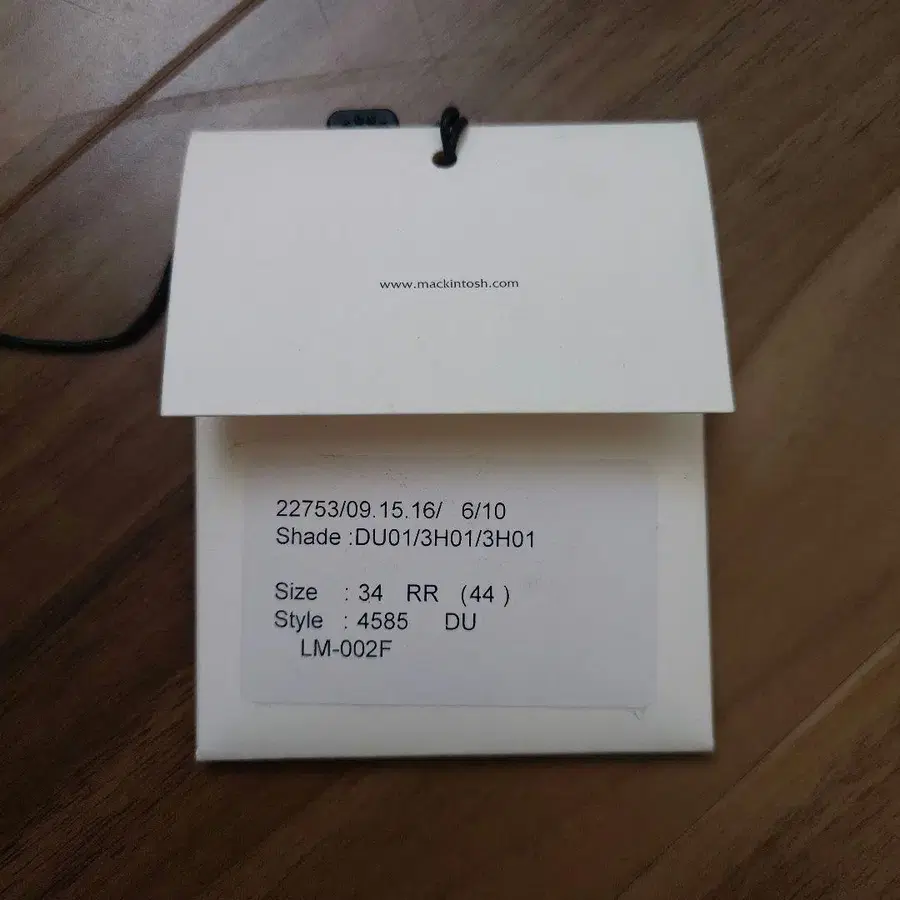 www.mackintosh.com
22753/09.15.16/ 6/10
Shade :DU01/3H01/3H01
Size : 34 RR (44 )
Style : 4585 DU
LM-002F